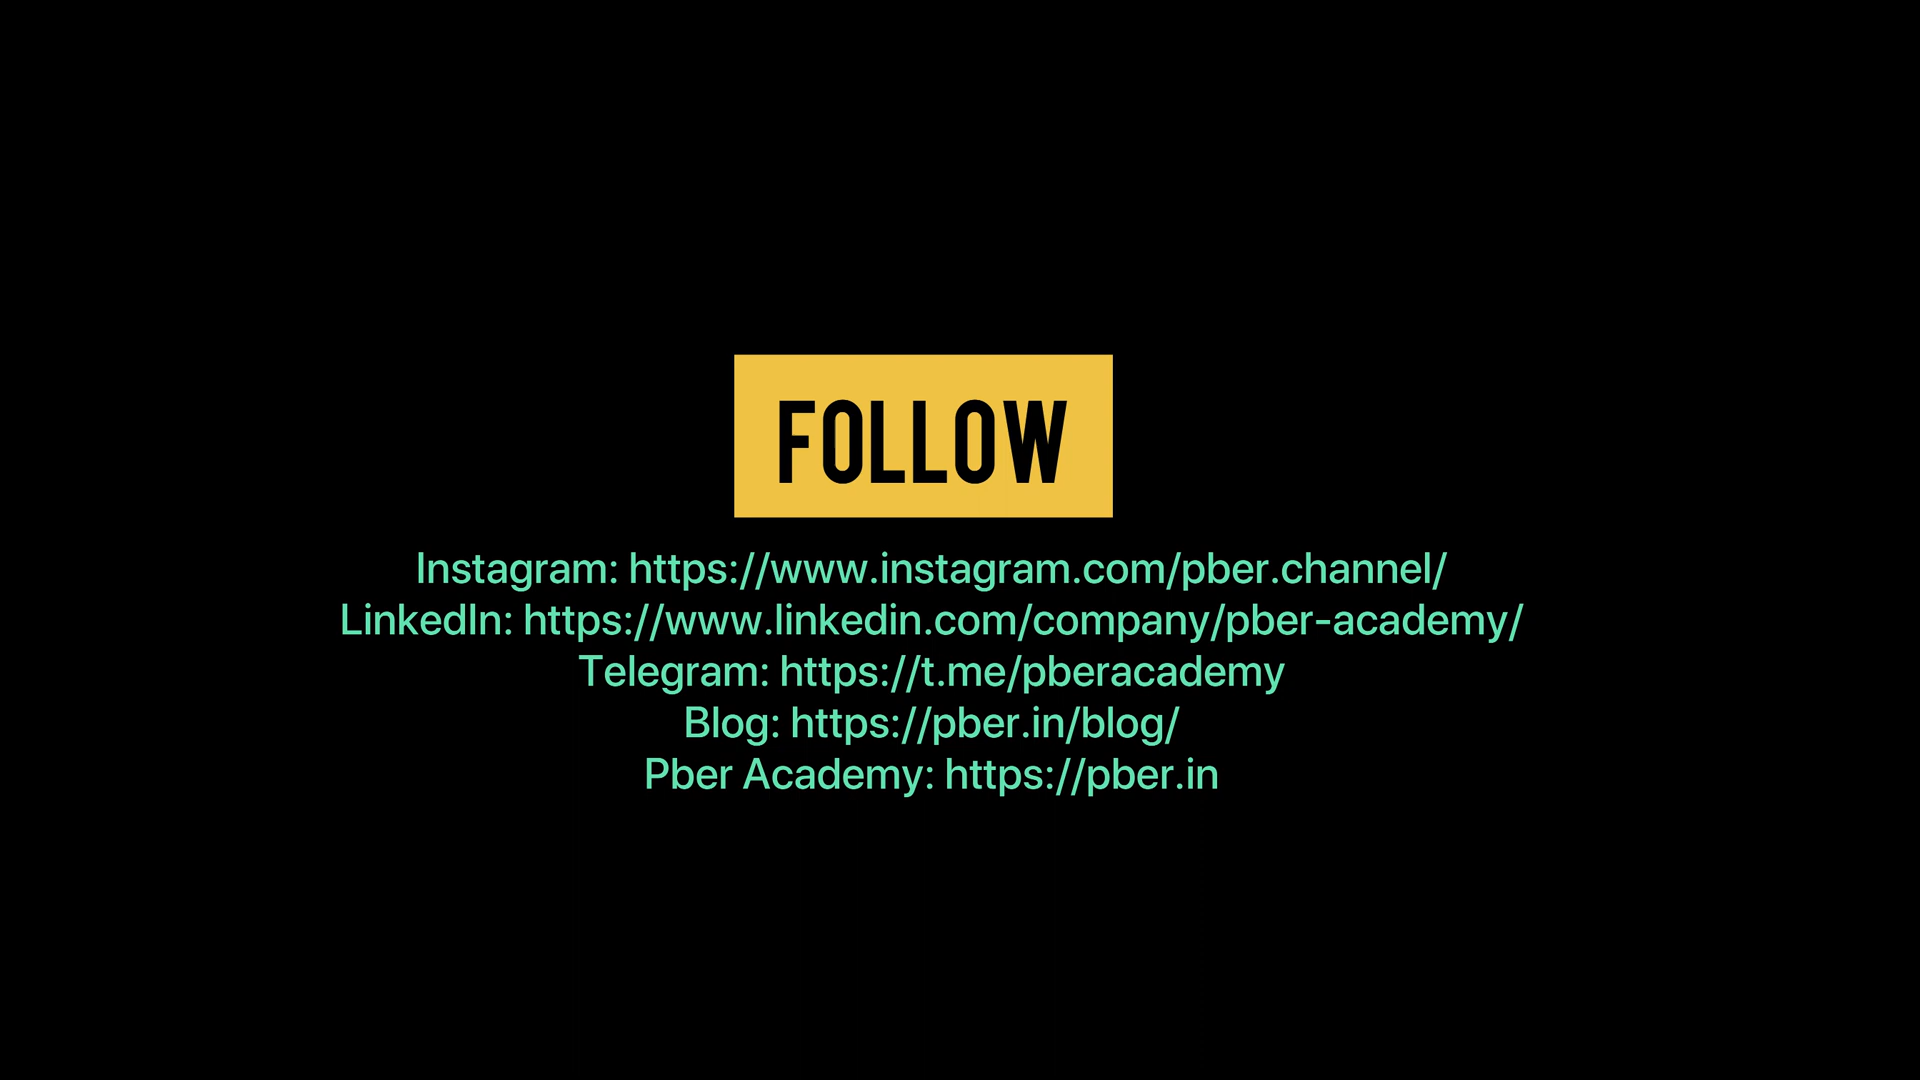 FOLLOW
Instagram: https://www.instagram.com/pber.channel/
LinkedIn: https://www.linkedin.com/company/pber-academy/
Telegram: https://t.me/pberacademy
Blog: https://pber.in/blog/
Pber Academy: https://pber.in